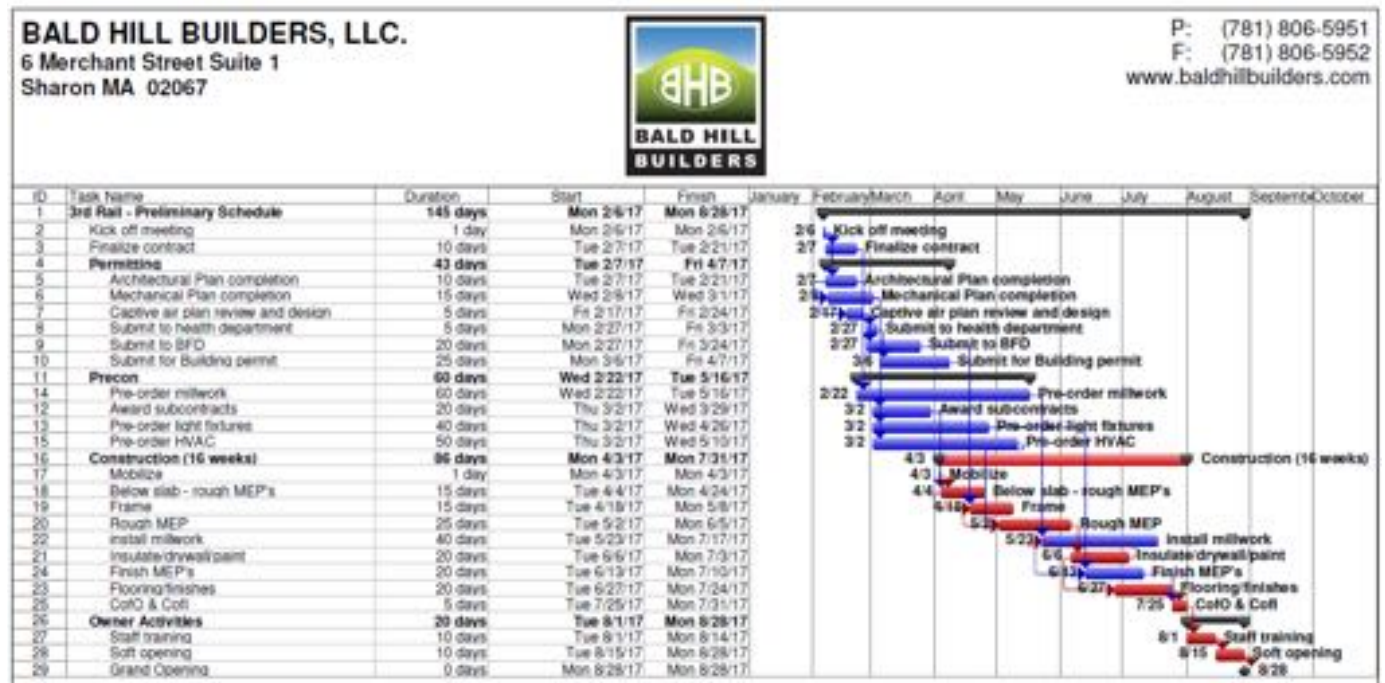 BALD HILL BUILDERS, LLC.
6 Merchant Street Suite 1
Sharon MA 02067
BHB
BALD HILL
BUILDERS
P: (781) 806-5951
F: (781) 806-5952
www.baldhillbuilders.com
ID Task Name Duration Start Finish January February March April May June July August Septemb October
1 3rd Rail - Preliminary Schedule 145 days Mon 2/6/17 Mon 8/28/17
2 Kick off meeting 1 day Mon 2/6/17 Mon 2/6/17 2/6 Kick off meeting
3 Finalize contract 10 days Tue 2/7/17 Tue 2/21/17 2/7 Finalize contract
4 Permitting 43 days Tue 2/7/17 Fri 4/7/17
5 Architectural Plan completion 10 days Tue 2/7/17 Tue 2/21/17 2/7 Architectural Plan completion
6 Mechanical Plan completion 15 days Wed 2/8/17 Wed 3/1/17 Mechanical Plan completion
7 Captive air plan review and design 5 days Fri 2/17/17 Fri 2/24/17 2/17 Captive air plan review and design
8 Submit to health department 5 days Mon 2/27/17 Fri 3/3/17 2/27 Submit to health department
9 Submit to BFD 20 days Mon 2/27/17 Fri 3/24/17 2/27 Submit to BFD
10 Submit for Building permit 25 days Mon 3/6/17 Fri 4/7/17 3/6 Submit for Building permit
11 Precon 60 days Wed 2/22/17 Tue 5/16/17
14 Pre-order millwork 60 days Wed 2/22/17 Tue 5/16/17 2/22 Pre-order millwork
12 Award subcontracts 20 days Thu 3/2/17 Wed 3/29/17 3/2 Award subcontracts
13 Pre-order light fixtures 40 days Thu 3/2/17 Wed 4/26/17 3/2 Pre-order light fixtures
15 Pre-order HVAC 50 days Thu 3/2/17 Wed 5/10/17 3/2 Pre-order HVAC
16 Construction (16 weeks) 86 days Mon 4/3/17 Mon 7/31/17 4/3 Construction (16 weeks)
17 Mobilize 1 day Mon 4/3/17 Mon 4/3/17 4/3 Mobilize
18 Below slab - rough MEP's 15 days Tue 4/4/17 Mon 4/24/17 4/4 Below slab - rough MEP's
19 Frame 15 days Tue 4/18/17 Mon 5/8/17 4/18 Frame
20 Rough MEP 25 days Tue 5/2/17 Mon 6/5/17 5/2 Rough MEP
22 install millwork 40 days Tue 5/23/17 Mon 7/17/17 5/23 install millwork
21 Insulate/drywall/paint 20 days Tue 6/6/17 Mon 7/3/17 6/6 Insulate/drywall/paint
24 Finish MEP's 20 days Tue 6/13/17 Mon 7/10/17 6/13 Finish MEP's
23 Flooring/finishes 20 days Tue 6/27/17 Mon 7/24/17 6/27 Flooring/finishes
25 CofO & CofI 5 days Tue 7/25/17 Mon 7/31/17 7/25 CofO & CofI
26 Owner Activities 20 days Tue 8/1/17 Mon 8/28/17
27 Staff training 10 days Tue 8/1/17 Mon 8/14/17 8/1 Staff training
28 Soft opening 10 days Tue 8/15/17 Mon 8/28/17 8/15 Soft opening
29 Grand Opening 0 days Mon 8/28/17 Mon 8/28/17 8/28